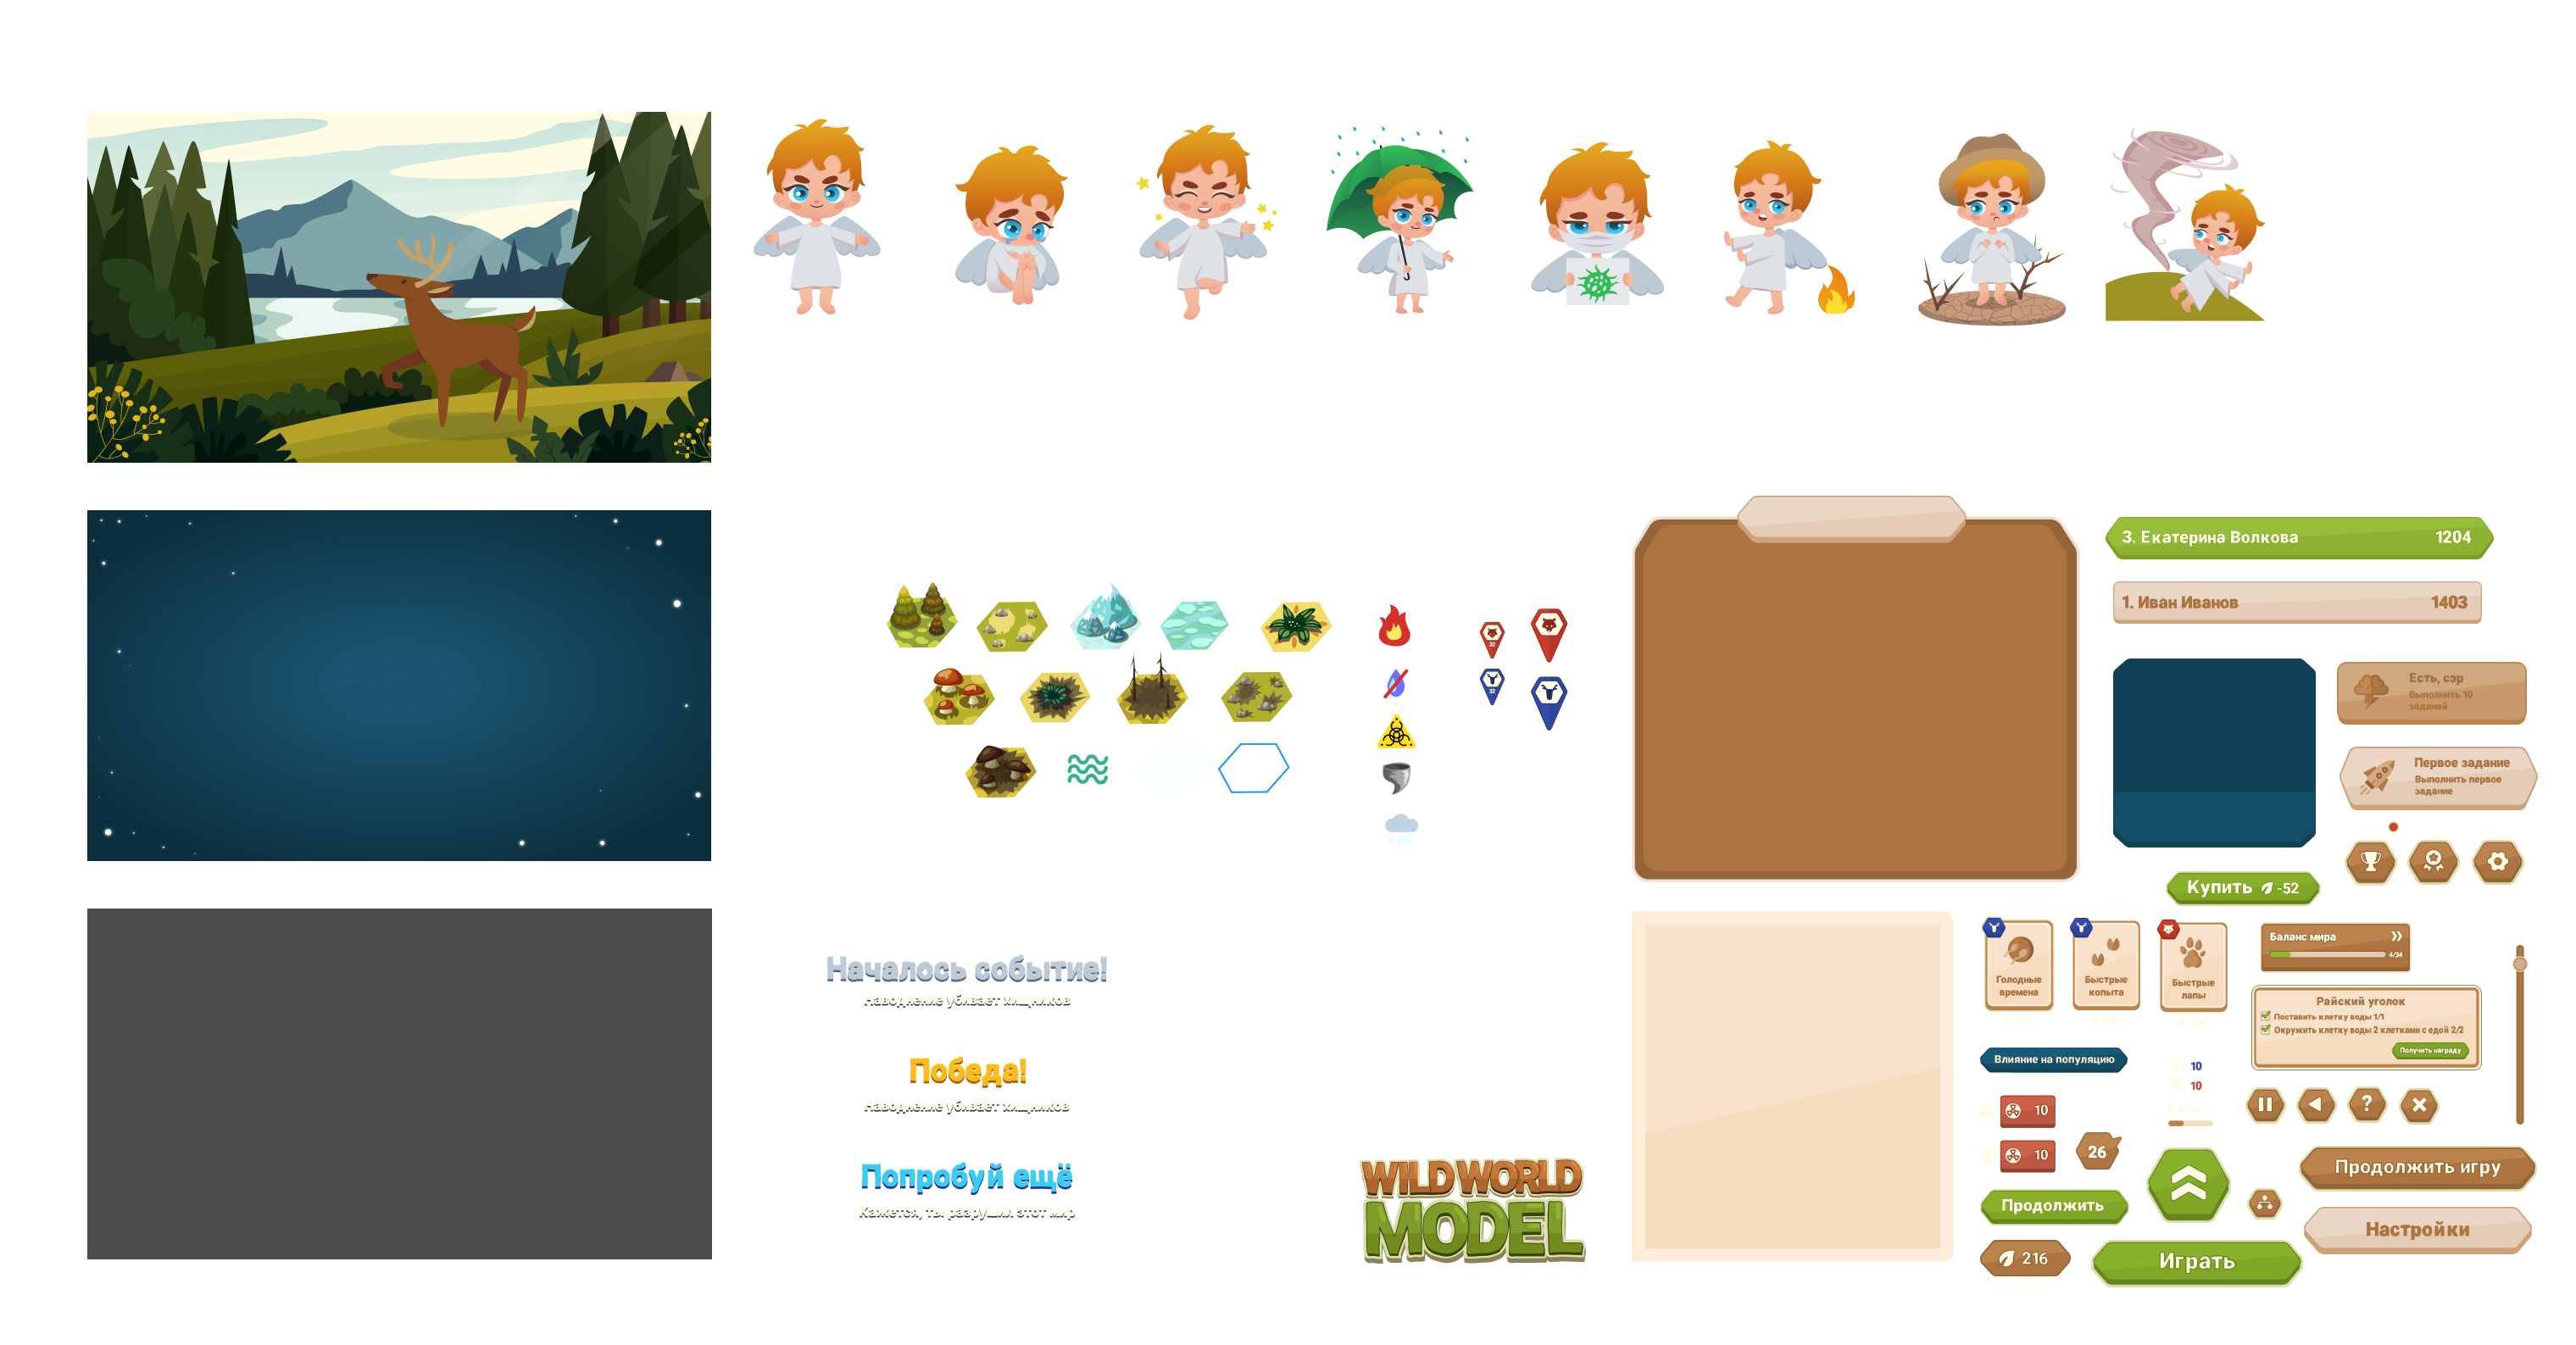 3. Екатерина Волкова 1204
1. Иван Иванов 1403
Есть, сэр
Выполнить 10
заданий
Первое задание
Выполнить первое
задание
Купить -52
Голодные
времена
Быстрые
копыта
Быстрые
лапы
Баланс мира
4/34
Райский уголок
Поставить клетку воды 1/1
Окружить клетку воды 2 клетками с едой 2/2
Получить награду
Началось событие!
Наводнение убивает хищников
Победа!
Наводнение убивает хищников
Попробуй ещё
Кажется, ты разрушил этот мир
WILD WORLD
MODEL
Влияние на популяцию
10
10
10
10
26
?
Продолжить
216
Играть
Продолжить игру
Настройки
32
32